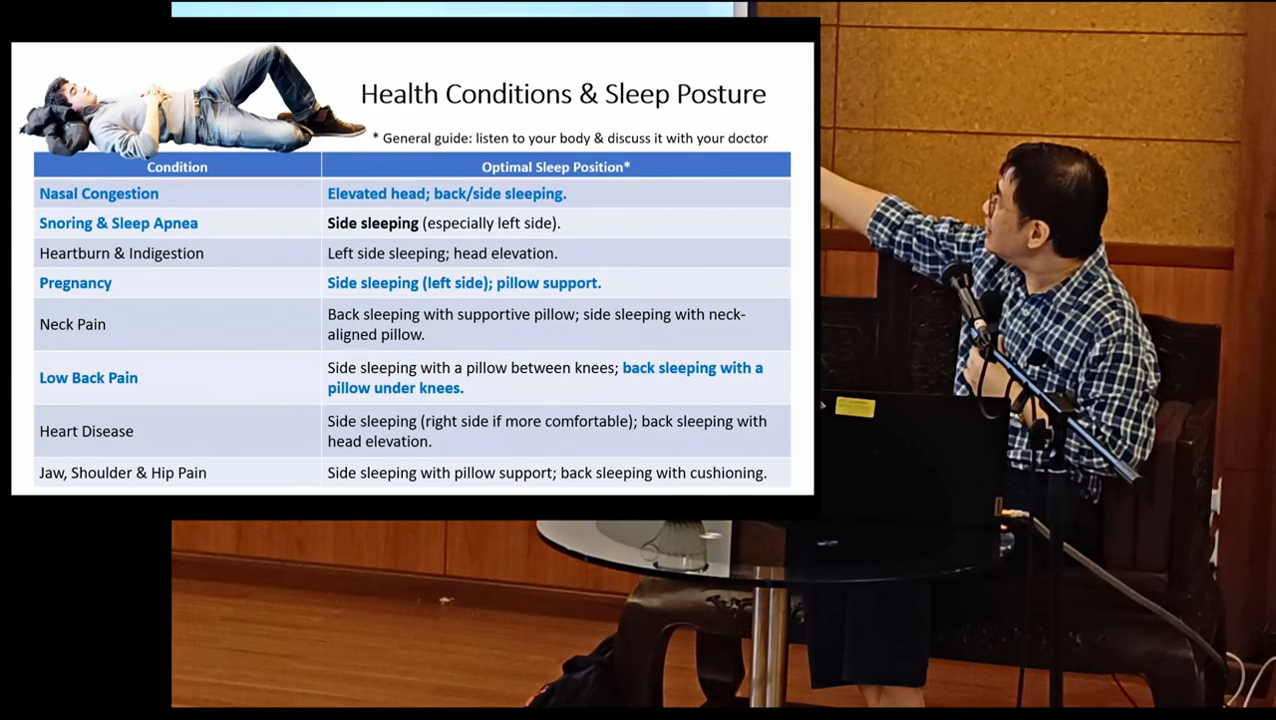 Health Conditions & Sleep Posture
* General guide: listen to your body & discuss it with your doctor
Condition
Optimal Sleep Position*
Nasal Congestion
Elevated head; back/side sleeping.
Snoring & Sleep Apnea
Side sleeping (especially left side).
Heartburn & Indigestion
Left side sleeping; head elevation.
Pregnancy
Side sleeping (left side); pillow support.
Neck Pain
Back sleeping with supportive pillow; side sleeping with neck-
aligned pillow.
Low Back Pain
Side sleeping with a pillow between knees; back sleeping with a
pillow under knees.
Heart Disease
Side sleeping (right side if more comfortable); back sleeping with
head elevation.
Jaw, Shoulder & Hip Pain
Side sleeping with pillow support; back sleeping with cushioning.